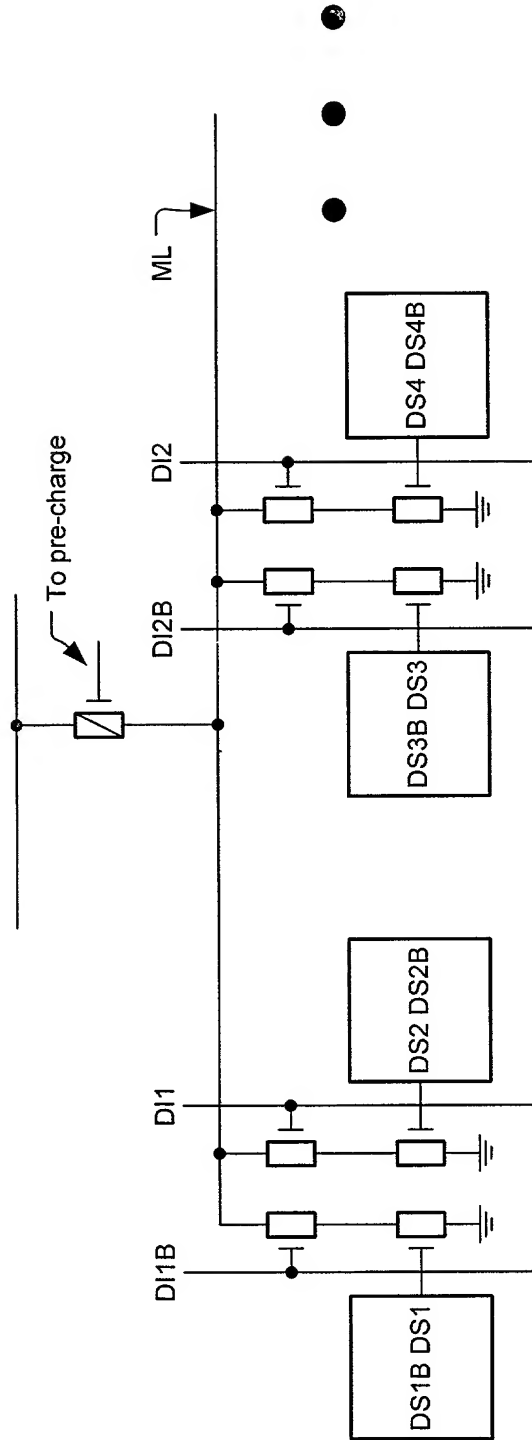 To pre-charge
ML
DI1B
DI1
DI2B
DI2
DS1B DS1
DS2 DS2B
DS3B DS3
DS4 DS4B